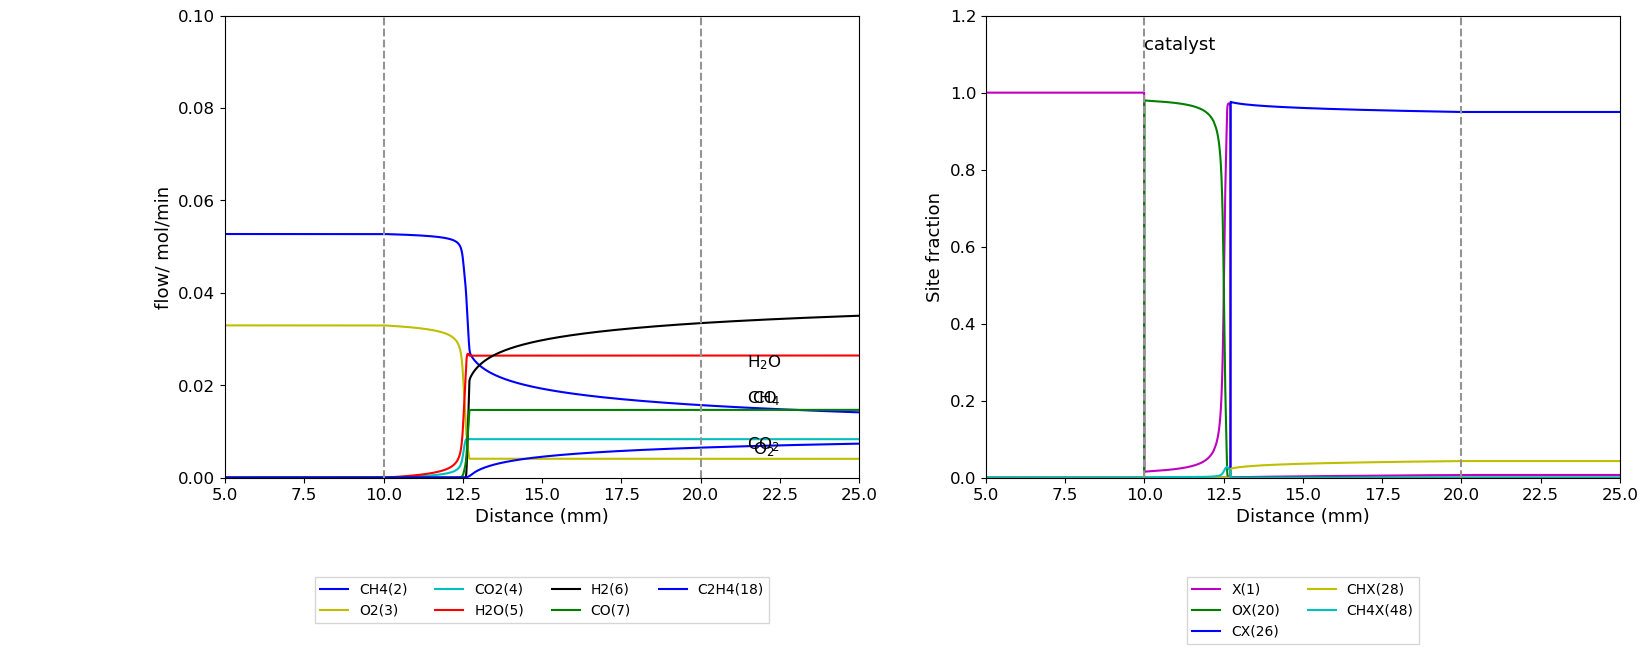 0.10
0.08
0.06
0.04
0.02
0.00
flow/ mol/min
5.0 7.5 10.0 12.5 15.0 17.5 20.0 22.5 25.0
Distance (mm)
H2O
CO
CH4
CO2
O2
CH4(2) CO2(4) H2(6) C2H4(18)
O2(3) H2O(5) CO(7)
1.2
1.0
0.8
0.6
0.4
0.2
0.0
Site fraction
catalyst
5.0 7.5 10.0 12.5 15.0 17.5 20.0 22.5 25.0
Distance (mm)
X(1) CHX(28)
OX(20) CH4X(48)
CX(26)